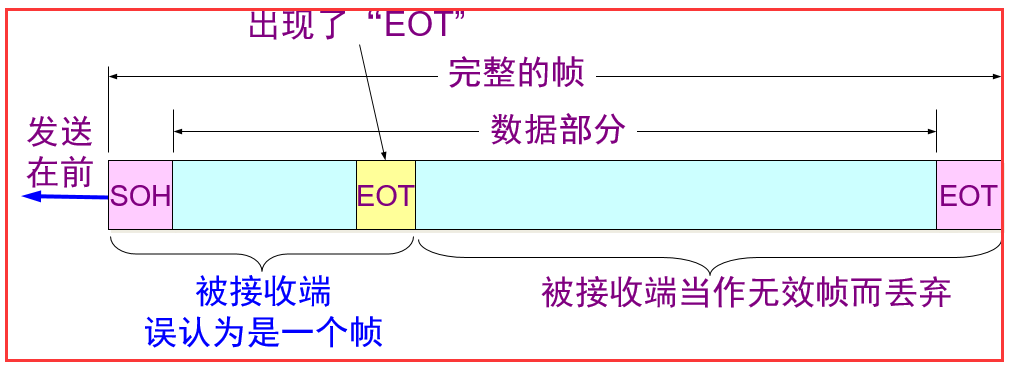 出现了“EOT”
完整的帧
数据部分
发送
在前
SOH
EOT
EOT
被接收端
误认为是一个帧
被接收端当作无效帧而丢弃